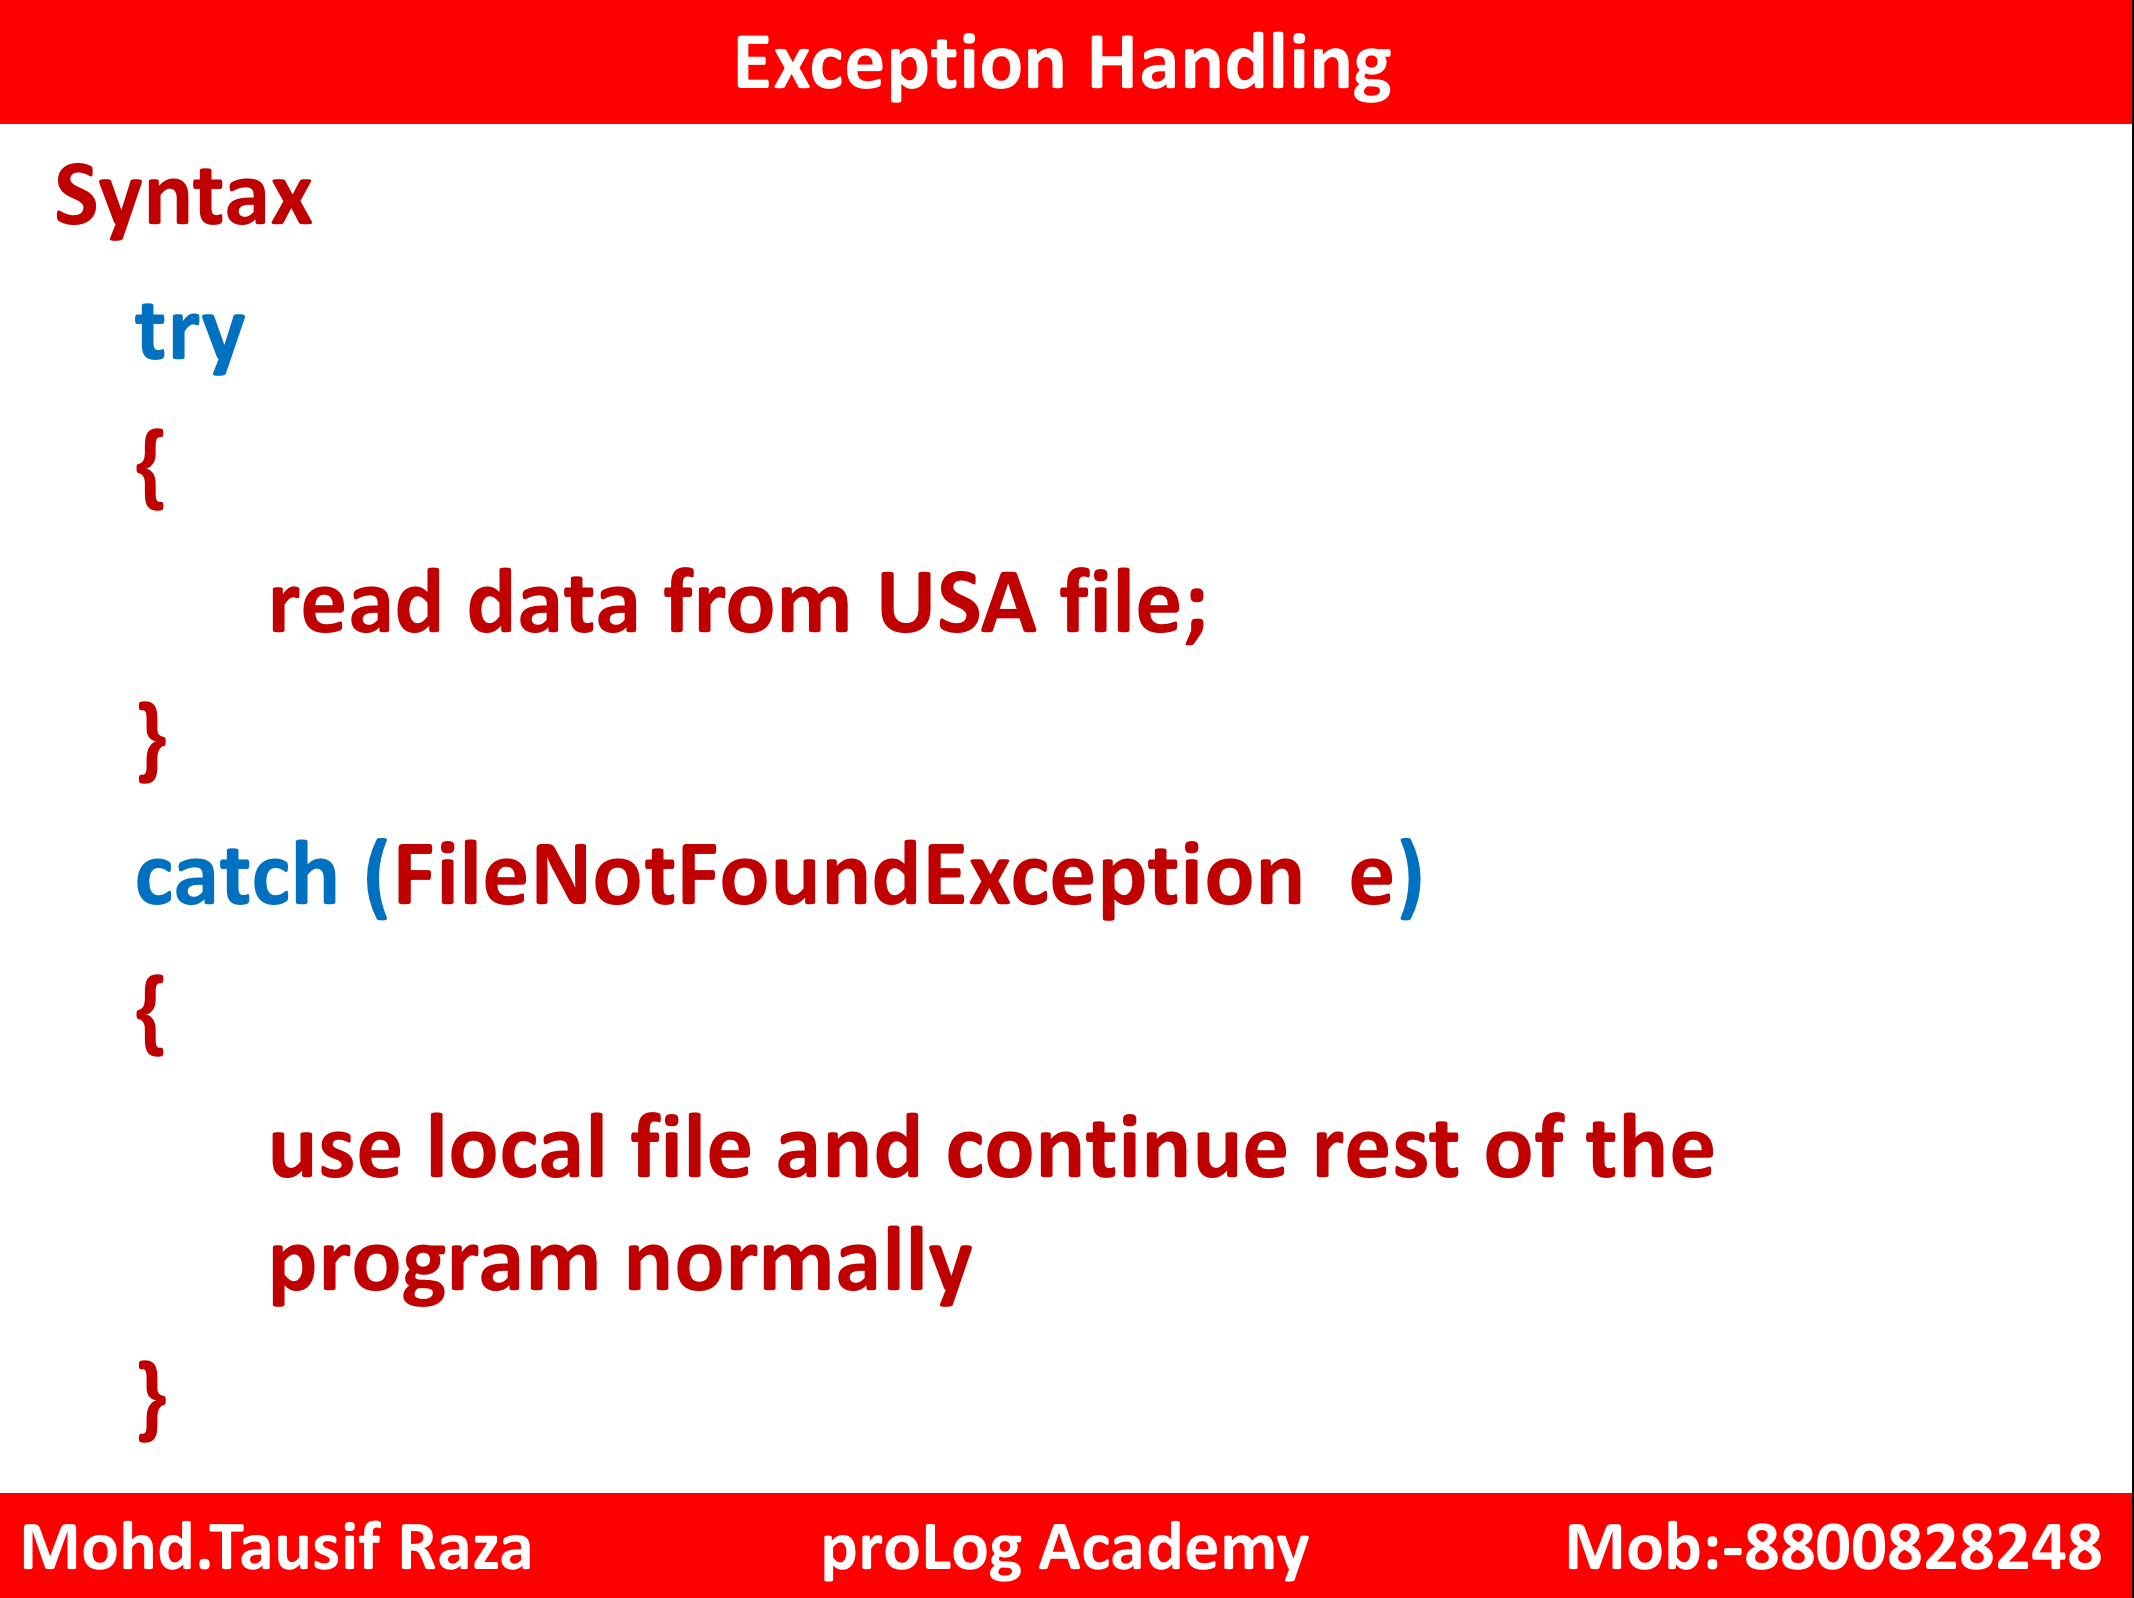 Exception Handling
Syntax
try
{
read data from USA file;
}
catch (FileNotFoundException  e)
{
use local file and continue rest of the
program normally
}
Mohd.Tausif Raza proLog Academy Mob:-8800828248